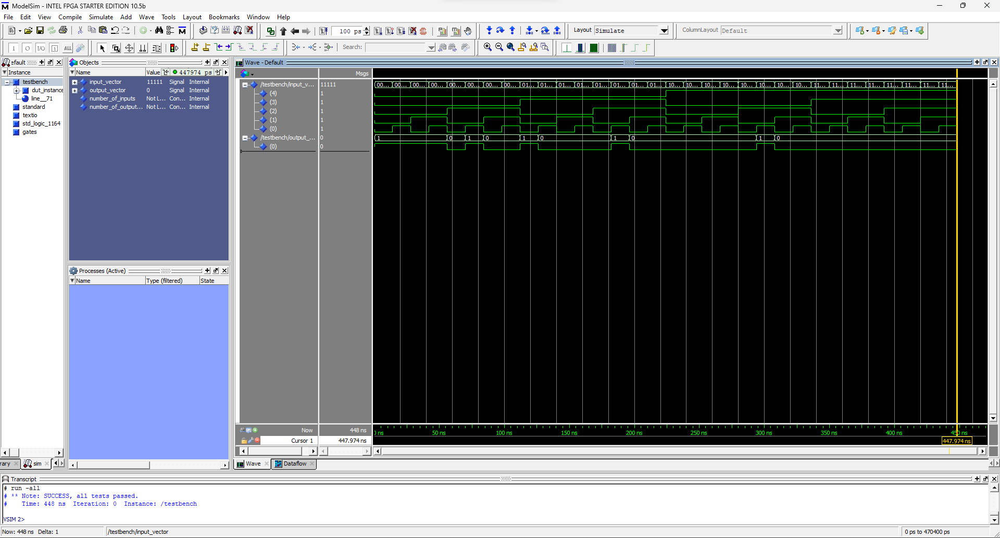 ModelSim - INTEL FPGA STARTER EDITION 10.5b
File Edit View Compile Simulate Add Wave Tools Layout Bookmarks Window Help
100 ps
Layout Simulate
ColumnLayout Default
Search:
efault
Instance
testbench
dut_instance
line__71
standard
textio
std_logic_1164
gates
Objects
Name Value 447974 ps
input_vector 11111 Signal Internal
output_vector 0 Signal Internal
number_of_inputs Not L... Con... Internal
number_of_output... Not L... Con... Internal
Processes (Active)
Name Type (filtered) State
Wave - Default
Msgs
/testbench/input_v... 11111 00... 00... 00... 00... 00... 00... 00... 00... 01... 01... 01... 01... 01... 01... 01... 01... 10... 10... 10... 10... 10... 10... 10... 10... 11... 11... 11... 11... 11... 11... 11... 11...
(4) 1
(3) 1
(2) 1
(1) 1
(0) 1
/testbench/output_... 0 1 0 1 0 1 0 1 0 1 0
(0) 0
Now 448 ns
ns 50 ns 100 ns 150 ns 200 ns 250 ns 300 ns 350 ns 400 ns 450 ns
Cursor 1 447.974 ns 447.974 ns
rary sim
Wave Dataflow
Transcript
# run -all
# ** Note: SUCCESS, all tests passed.
# Time: 448 ns Iteration: 0 Instance: /testbench
VSIM 2>
Now: 448 ns Delta: 1 /testbench/input_vector 0 ps to 470400 ps